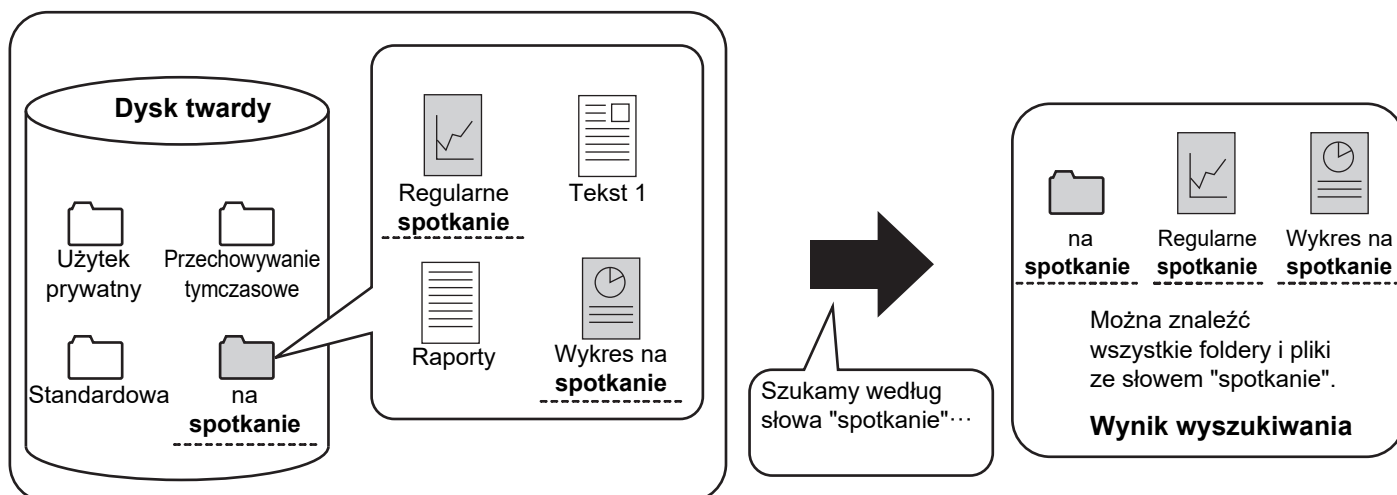 Dysk twardy
Użytek
prywatny
Przechowywanie
tymczasowe
Standardowa
na
spotkanie
Regularne
spotkanie
Tekst 1
Raporty
Wykres na
spotkanie
Szukamy według
słowa "spotkanie"···
na
spotkanie
Regularne
spotkanie
Wykres na
spotkanie
Można znaleźć
wszystkie foldery i pliki
ze słowem "spotkanie".
Wynik wyszukiwania